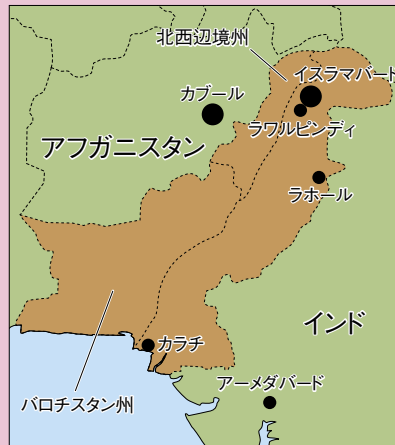 北西辺境州
イスラマバード
カブール
ラワルピンディ
アフガニスタン
ラホール
インド
カラチ
アーメダバード
バロチスタン州